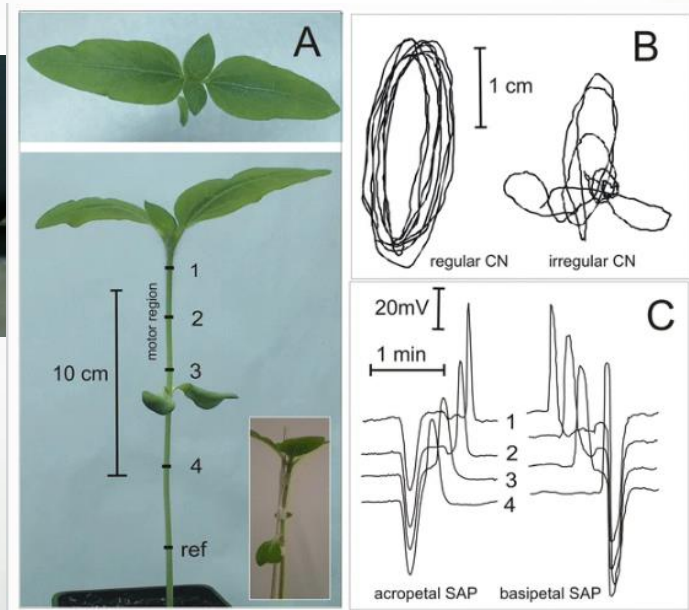 A
1
2
3
4
ref
motor region
10 cm
B
1 cm
regular CN
irregular CN
C
20mV
1 min
1
2
3
4
acropetal SAP
basipetal SAP